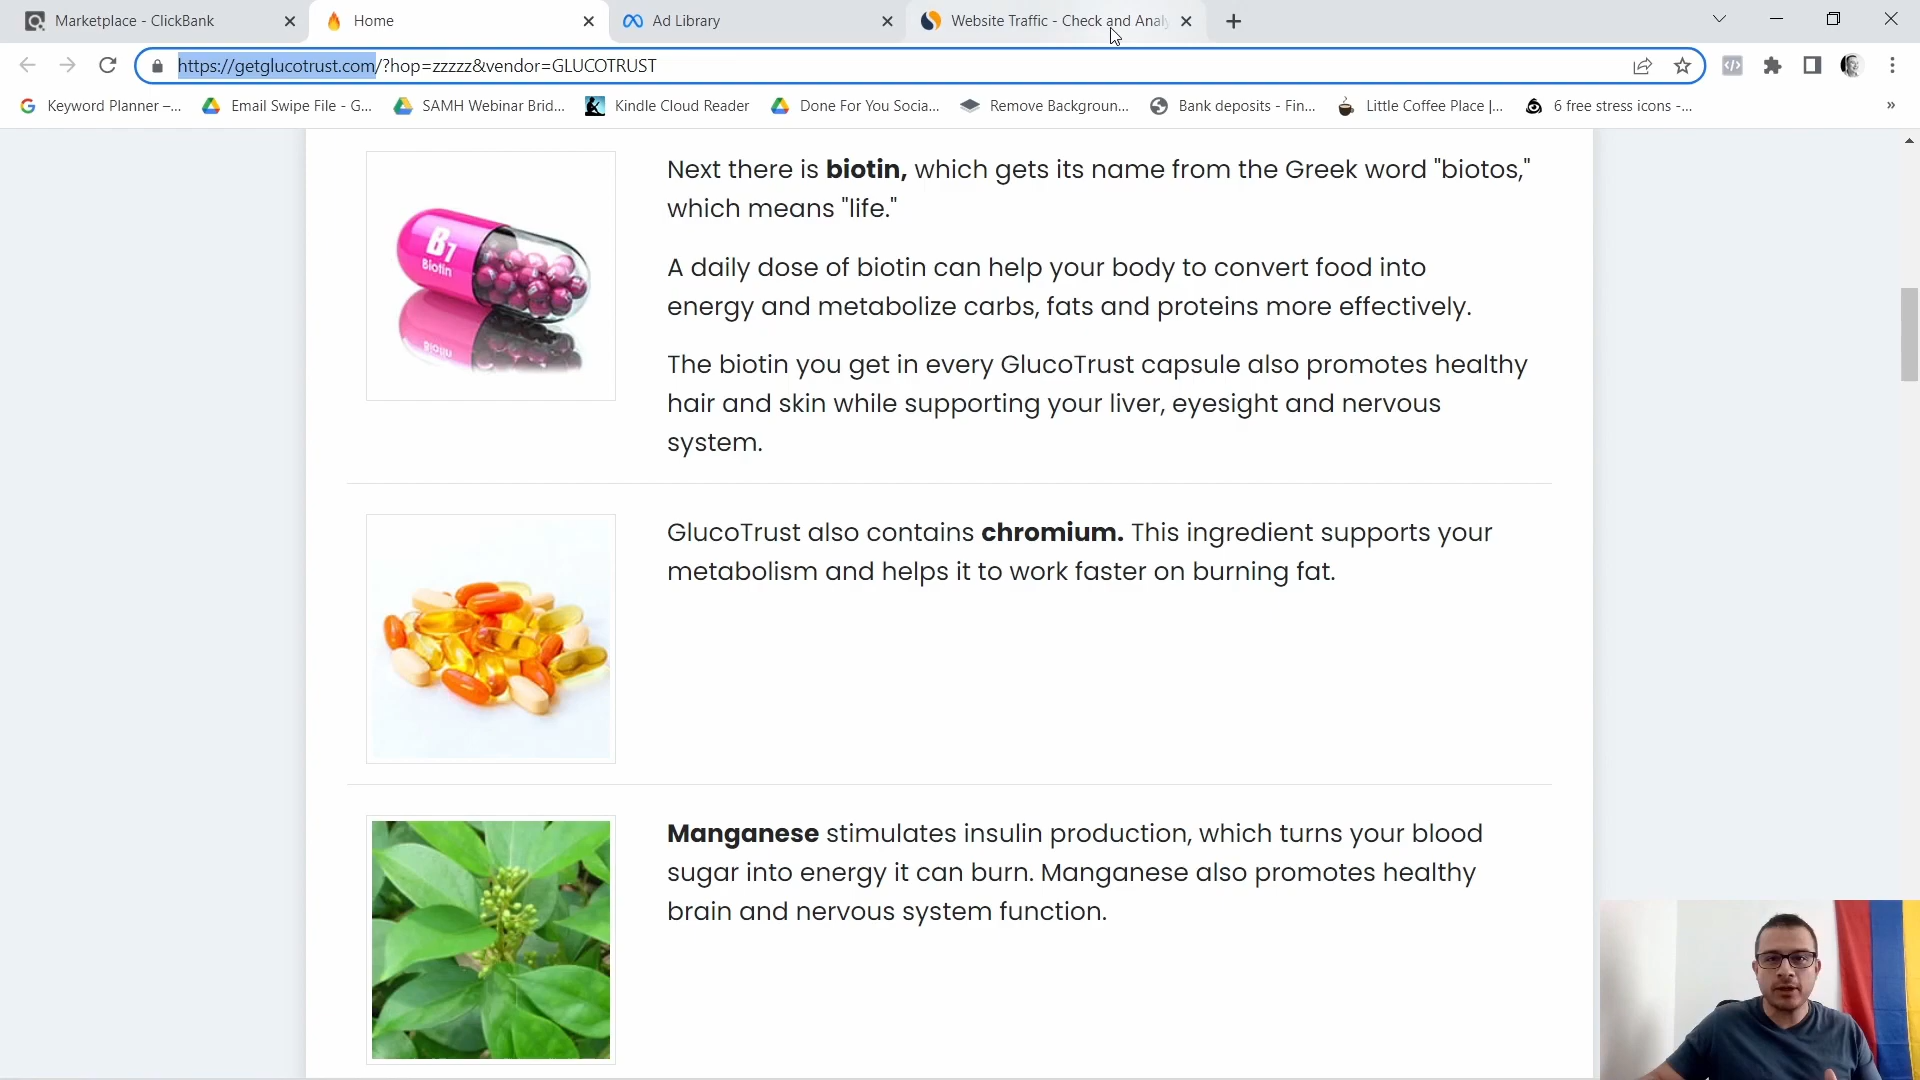 Marketplace - ClickBank
Home
Ad Library
Website Traffic - Check and Analy
https://getglucotrust.com/?hop=zzzzz&vendor=GLUCOTRUST
Keyword Planner –...
Email Swipe File - G...
SAMH Webinar Brid...
Kindle Cloud Reader
Done For You Socia...
Remove Backgroun...
Bank deposits - Fin...
Little Coffee Place |...
6 free stress icons -...
»
B7
Biotin
Next there is biotin, which gets its name from the Greek word "biotos,"
which means "life."
A daily dose of biotin can help your body to convert food into
energy and metabolize carbs, fats and proteins more effectively.
The biotin you get in every GlucoTrust capsule also promotes healthy
hair and skin while supporting your liver, eyesight and nervous
system.
GlucoTrust also contains chromium. This ingredient supports your
metabolism and helps it to work faster on burning fat.
Manganese stimulates insulin production, which turns your blood
sugar into energy it can burn. Manganese also promotes healthy
brain and nervous system function.